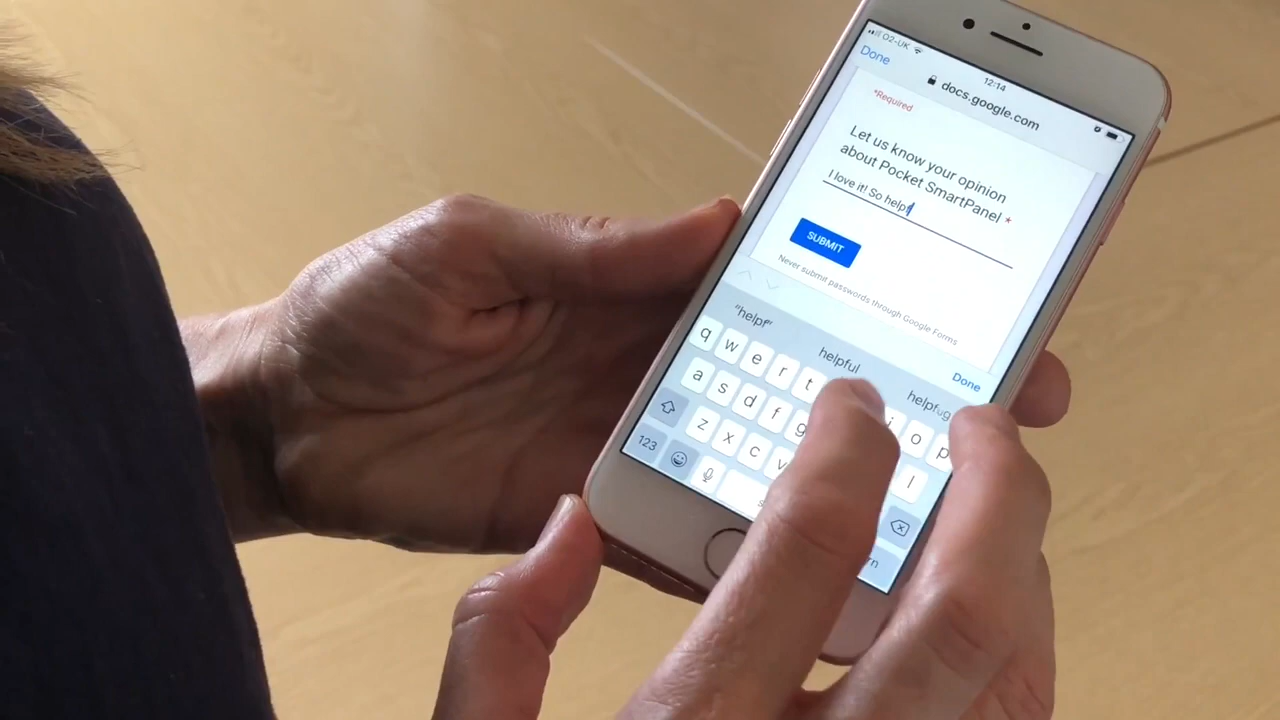 O2-UK
12:14
Done
docs.google.com
*Required
Let us know your opinion
about Pocket SmartPanel *
I love it! So helpf
SUBMIT
Never submit passwords through Google Forms
Done
"helpf" helpful helpfug
q w e r t i o p
a s d f g l
z x c v
123